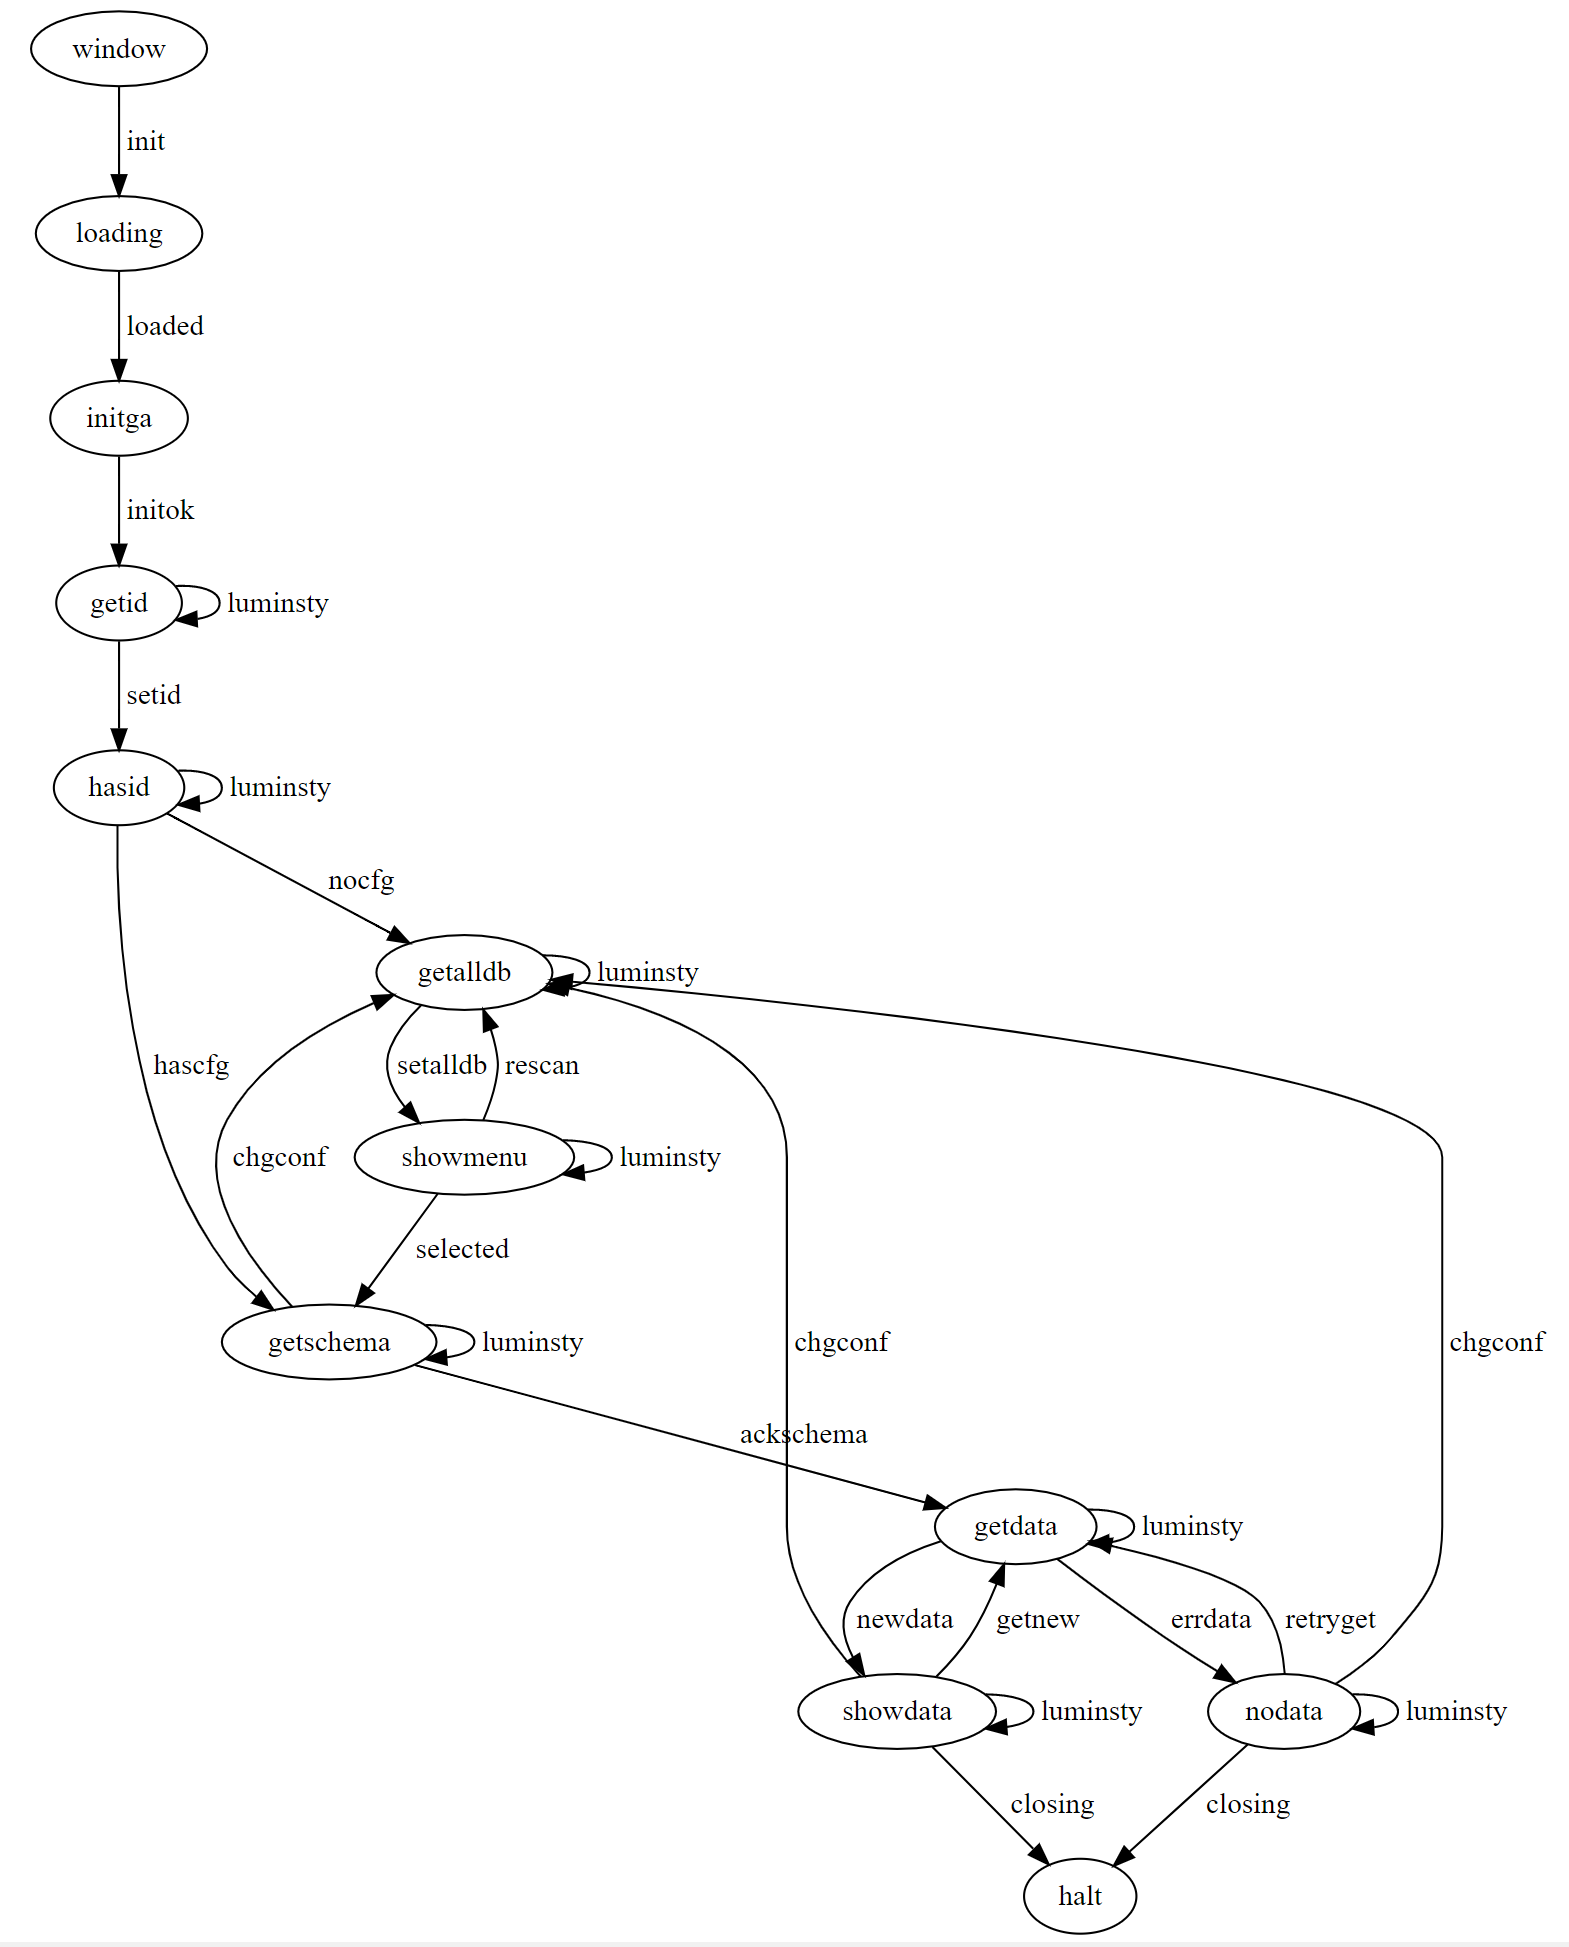 window
init
loading
loaded
initga
initok
getid
luminsty
setid
hasid
luminsty
nocfg
getalldb
luminsty
hascfg
setalldb
rescan
chgconf
showmenu
luminsty
selected
getschema
luminsty
chgconf
chgconf
ackschema
getdata
luminsty
newdata
getnew
errdata
retryget
showdata
luminsty
nodata
luminsty
closing
closing
halt